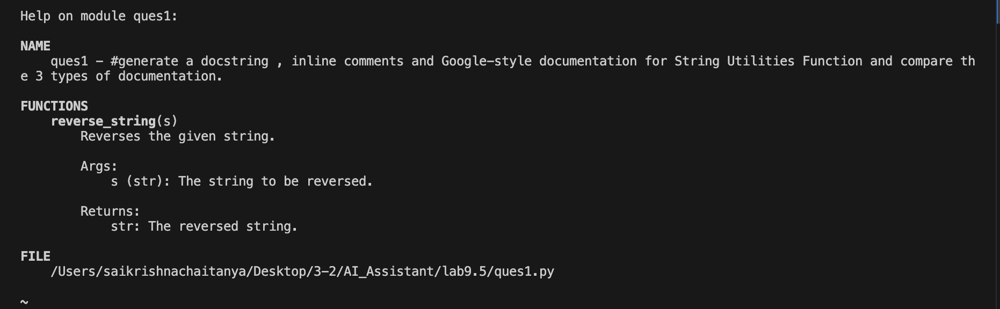 Help on module ques1:
NAME
ques1 - #generate a docstring , inline comments and Google-style documentation for String Utilities Function and compare th
e 3 types of documentation.
FUNCTIONS
reverse_string(s)
Reverses the given string.
Args:
s (str): The string to be reversed.
Returns:
str: The reversed string.
FILE
/Users/saikrishnachaitanya/Desktop/3-2/AI_Assistant/lab9.5/ques1.py
~